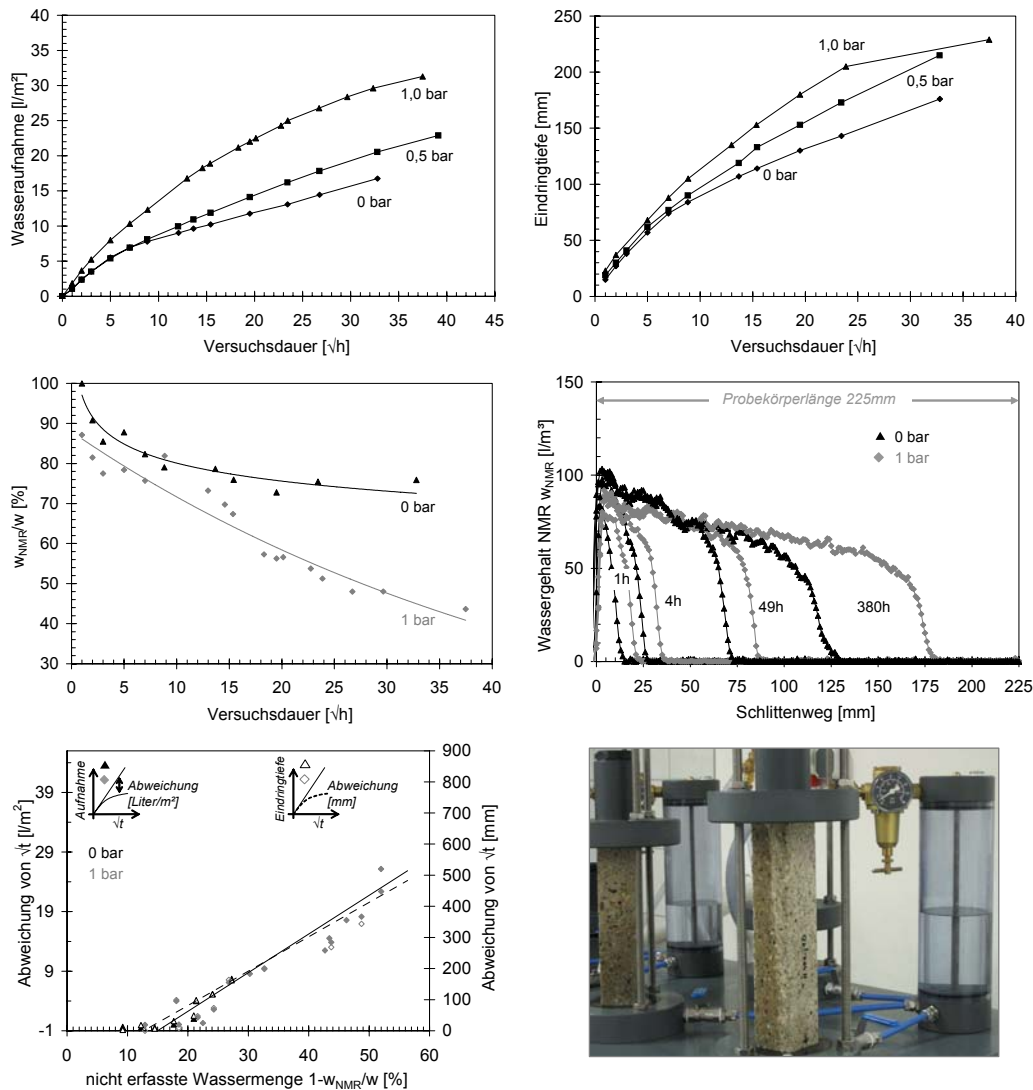 Wasseraufnahme [l/m²]
40
35
30
25
20
15
10
5
0
1,0 bar
0,5 bar
0 bar
0 5 10 15 20 25 30 35 40 45
Versuchsdauer [√h]
Eindringtiefe [mm]
250
200
150
100
50
0
1,0 bar
0,5 bar
0 bar
0 5 10 15 20 25 30 35 40
Versuchsdauer [√h]
wNMR/w [%]
100
90
80
70
60
50
40
30
0 bar
1 bar
0 10 20 30 40
Versuchsdauer [√h]
Wassergehalt NMR wNMR [l/m³]
150
100
50
0
Probekörperlänge 225mm
0 bar
1 bar
1h
4h
49h
380h
0 25 50 75 100 125 150 175 200 225
Schlittenweg [mm]
Abweichung von √t [l/m²]
39
29
19
9
-1
Aufnahme
Abweichung
[Liter/m²]
√t
Eindringtiefe
Abweichung
[mm]
√t
0 bar
1 bar
900
800
700
600
500
400
300
200
100
0
Abweichung von √t [mm]
0 10 20 30 40 50 60
nicht erfasste Wassermenge 1-wNMR/w [%]